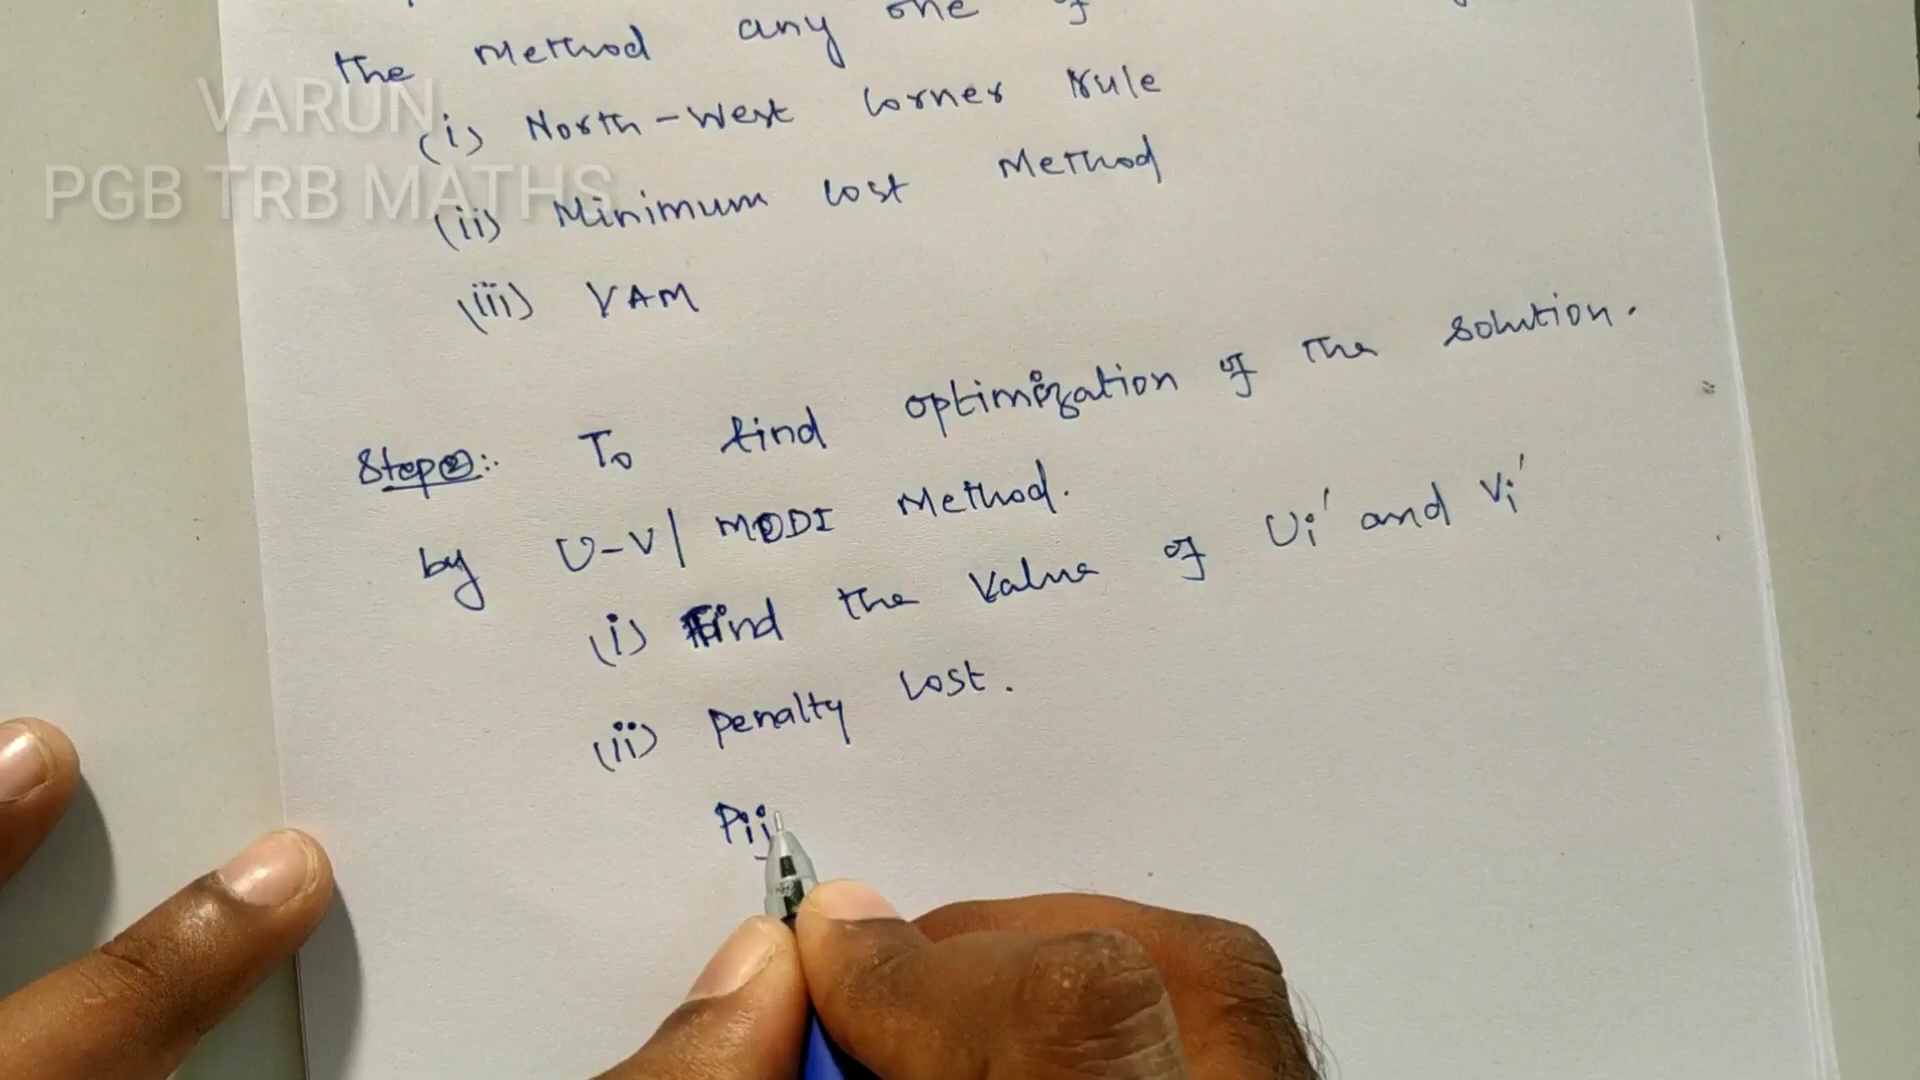 the Method any one of
(i) North-West Corner Rule
(ii) Minimum Cost Method
(iii) VAM
Step②: To find optimization of the solution.
by U-V/MODI Method.
(i) Find the Value of Ui' and Vi'
(ii) Penalty Cost.
Pij
VARUN
PGB TRB MATHS